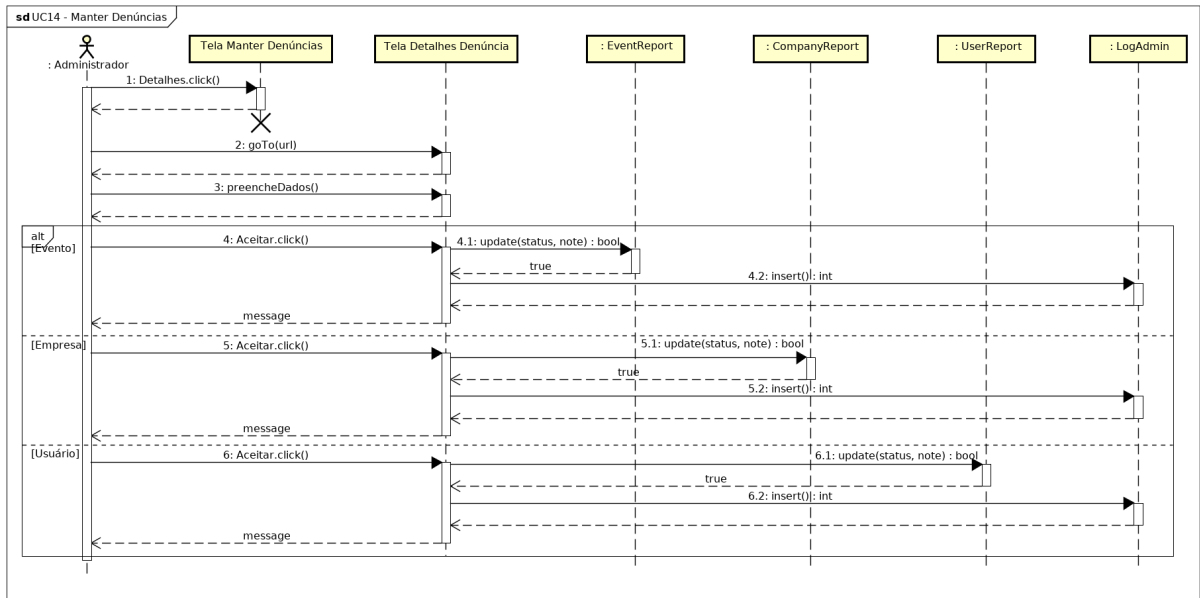 sd UC14 - Manter Denúncias
: Administrador
Tela Manter Denúncias
Tela Detalhes Denúncia
: EventReport
: CompanyReport
: UserReport
: LogAdmin
1: Detalhes.click()
2: goTo(url)
3: preencheDados()
alt
[Evento]
4: Aceitar.click()
4.1: update(status, note) : bool
true
4.2: insert() : int
message
[Empresa]
5: Aceitar.click()
5.1: update(status, note) : bool
true
5.2: insert() : int
message
[Usuário]
6: Aceitar.click()
6.1: update(status, note) : bool
true
6.2: insert() : int
message